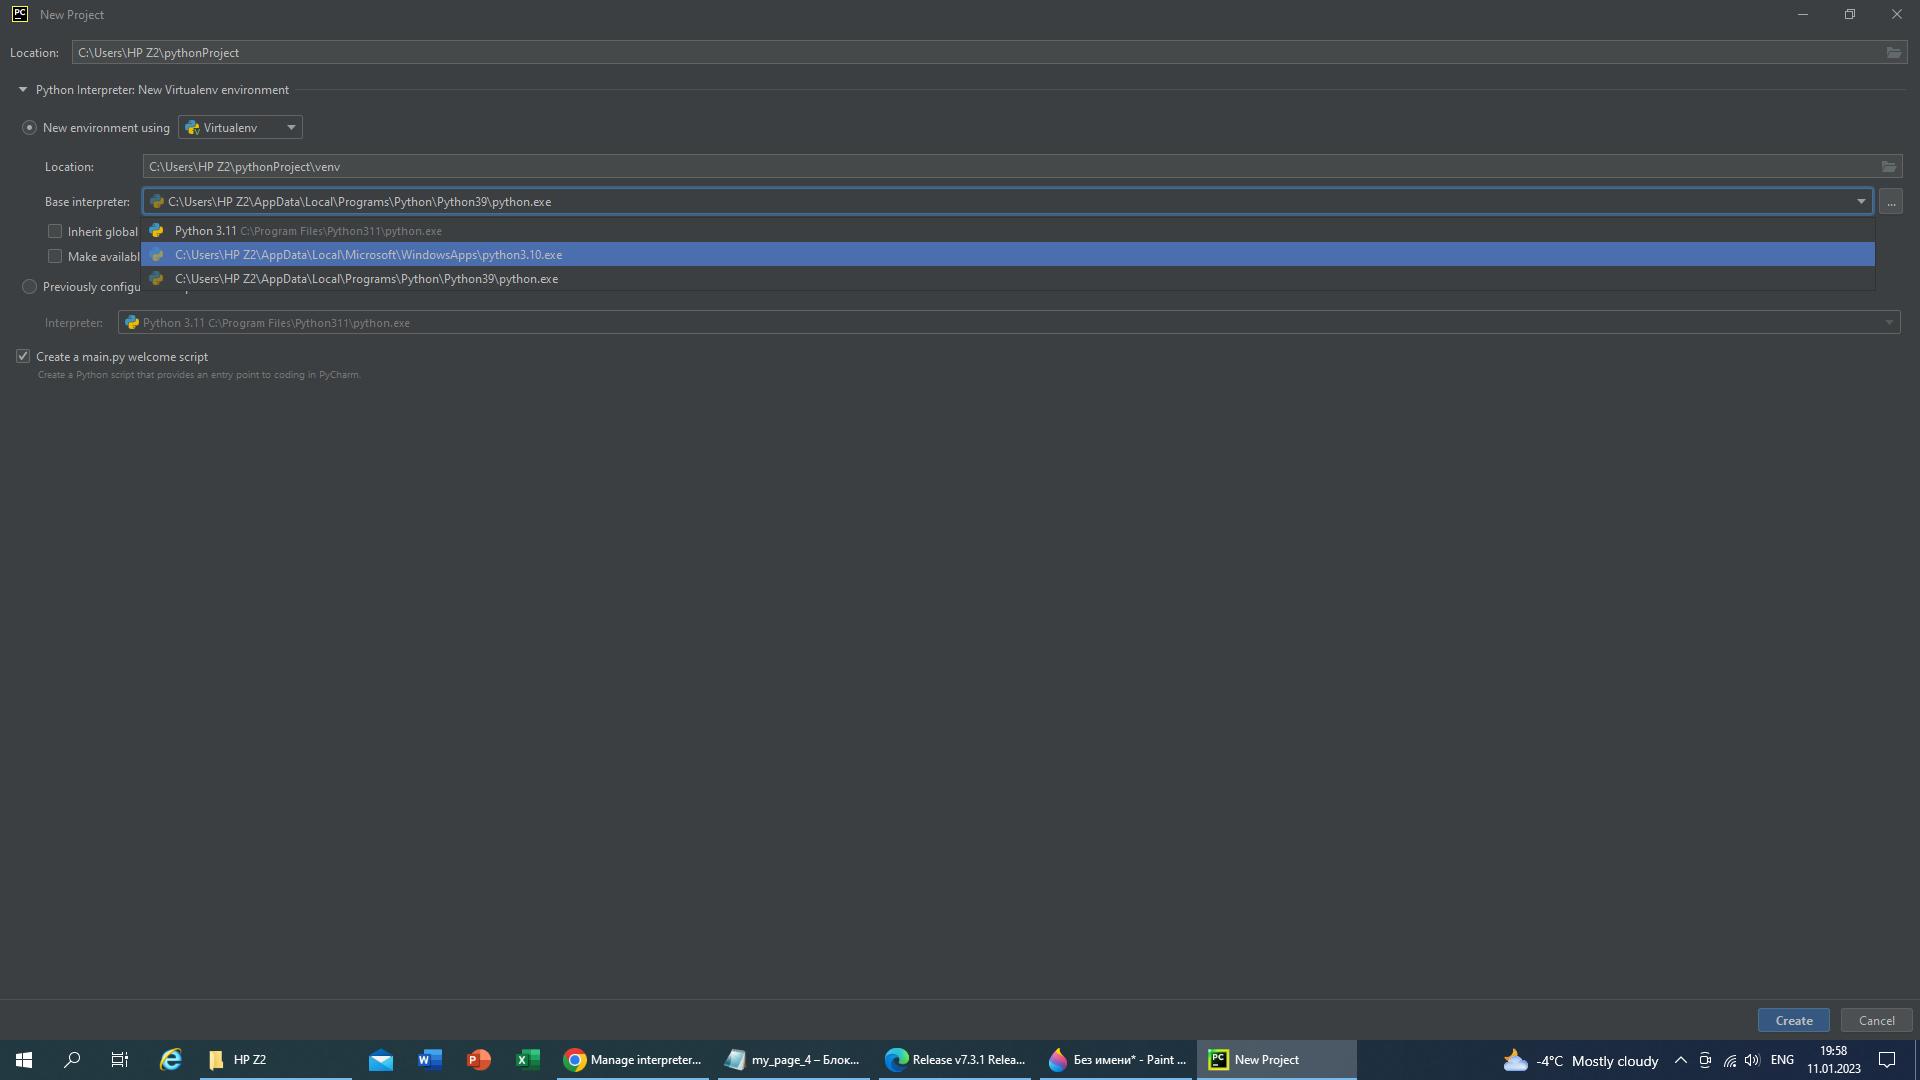 New Project
Location: C:\Users\HP Z2\pythonProject
Python Interpreter: New Virtualenv environment
New environment using Virtualenv
Location: C:\Users\HP Z2\pythonProject\venv
Base interpreter: C:\Users\HP Z2\AppData\Local\Programs\Python\Python39\python.exe ...
Inherit global Python 3.11 C:\Program Files\Python311\python.exe
Make availabl C:\Users\HP Z2\AppData\Local\Microsoft\WindowsApps\python3.10.exe
C:\Users\HP Z2\AppData\Local\Programs\Python\Python39\python.exe
Previously configu
Interpreter: Python 3.11 C:\Program Files\Python311\python.exe
Create a main.py welcome script
Create a Python script that provides an entry point to coding in PyCharm.
Create Cancel
HP Z2 Manage interpreter... my_page_4 – Блок... Release v7.3.1 Relea... Без имени* - Paint ... New Project -4°C Mostly cloudy ENG 19:58
11.01.2023